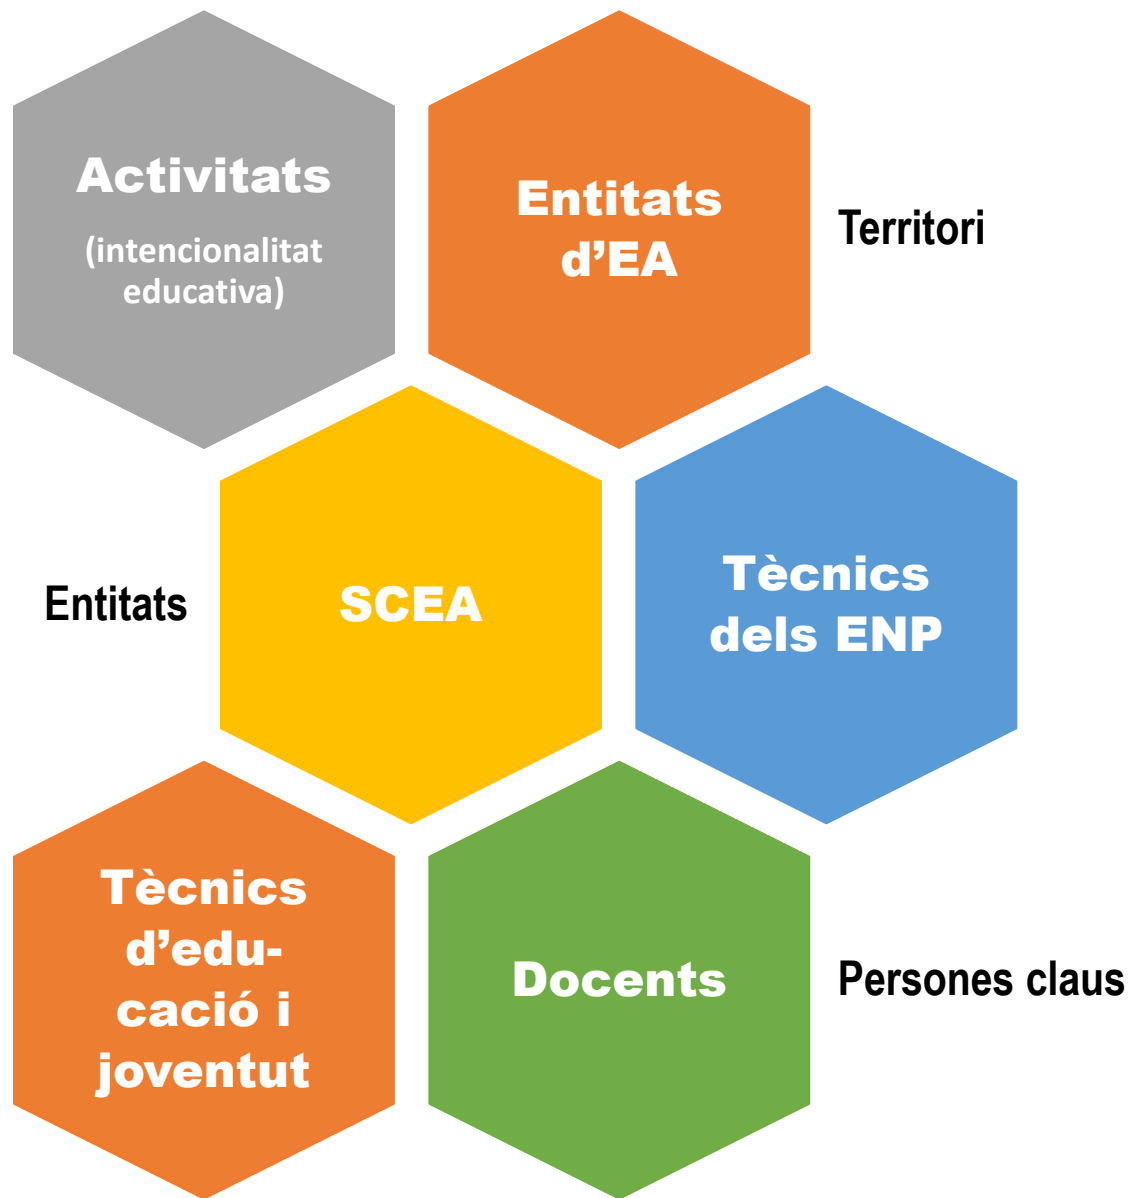 Activitats
(intencionalitat
educativa)
Entitats
d’EA
Territori
Entitats
SCEA
Tècnics
dels ENP
Tècnics
d’edu-
cació i
joventut
Docents
Persones claus